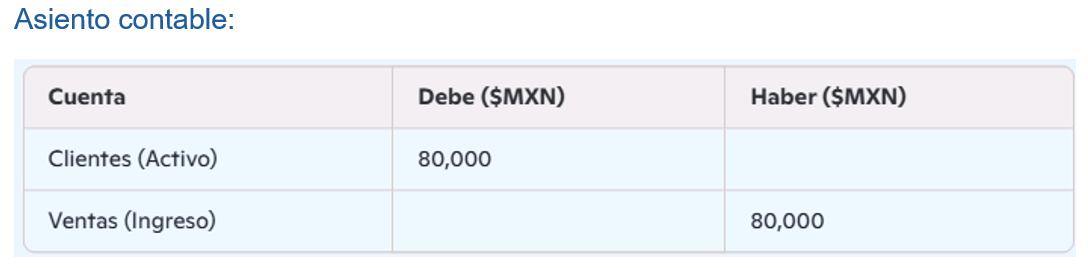 Asiento contable:
Cuenta Debe ($MXN) Haber ($MXN)
Clientes (Activo) 80,000
Ventas (Ingreso) 80,000